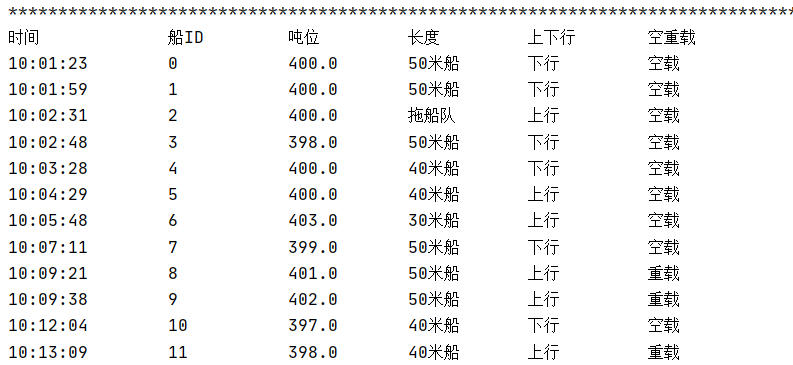 *******************************************************************************
时间 船ID 吨位 长度 上下行 空重载
10:01:23 0 400.0 50米船 下行 空载
10:01:59 1 400.0 50米船 下行 空载
10:02:31 2 400.0 拖船队 上行 空载
10:02:48 3 398.0 50米船 下行 空载
10:03:28 4 400.0 40米船 下行 空载
10:04:29 5 400.0 40米船 上行 空载
10:05:48 6 403.0 30米船 上行 空载
10:07:11 7 399.0 50米船 下行 空载
10:09:21 8 401.0 50米船 上行 重载
10:09:38 9 402.0 50米船 上行 重载
10:12:04 10 397.0 40米船 下行 空载
10:13:09 11 398.0 40米船 上行 重载